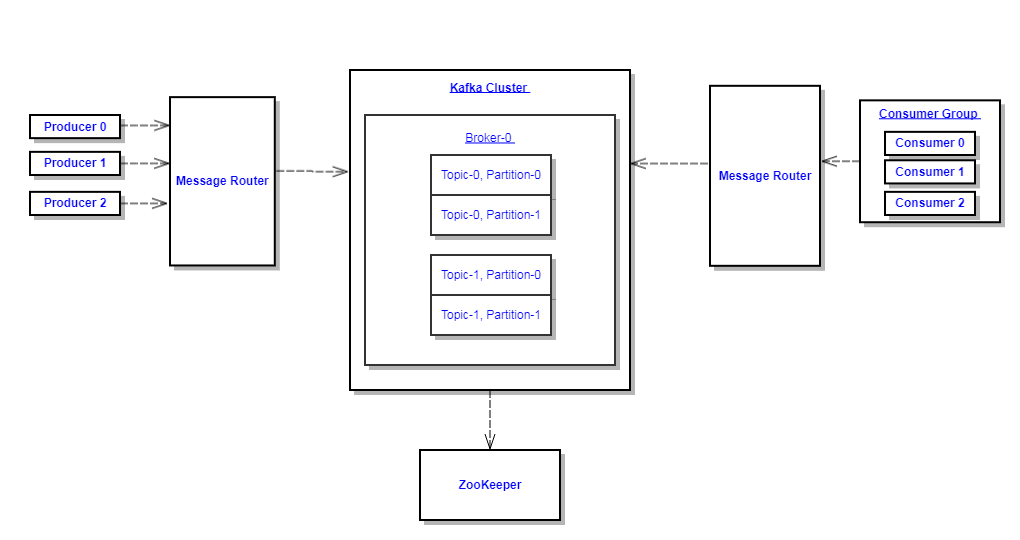 Producer 0
Producer 1
Producer 2
Message Router
Kafka Cluster
Broker-0
Topic-0, Partition-0
Topic-0, Partition-1
Topic-1, Partition-0
Topic-1, Partition-1
Message Router
Consumer Group
Consumer 0
Consumer 1
Consumer 2
ZooKeeper